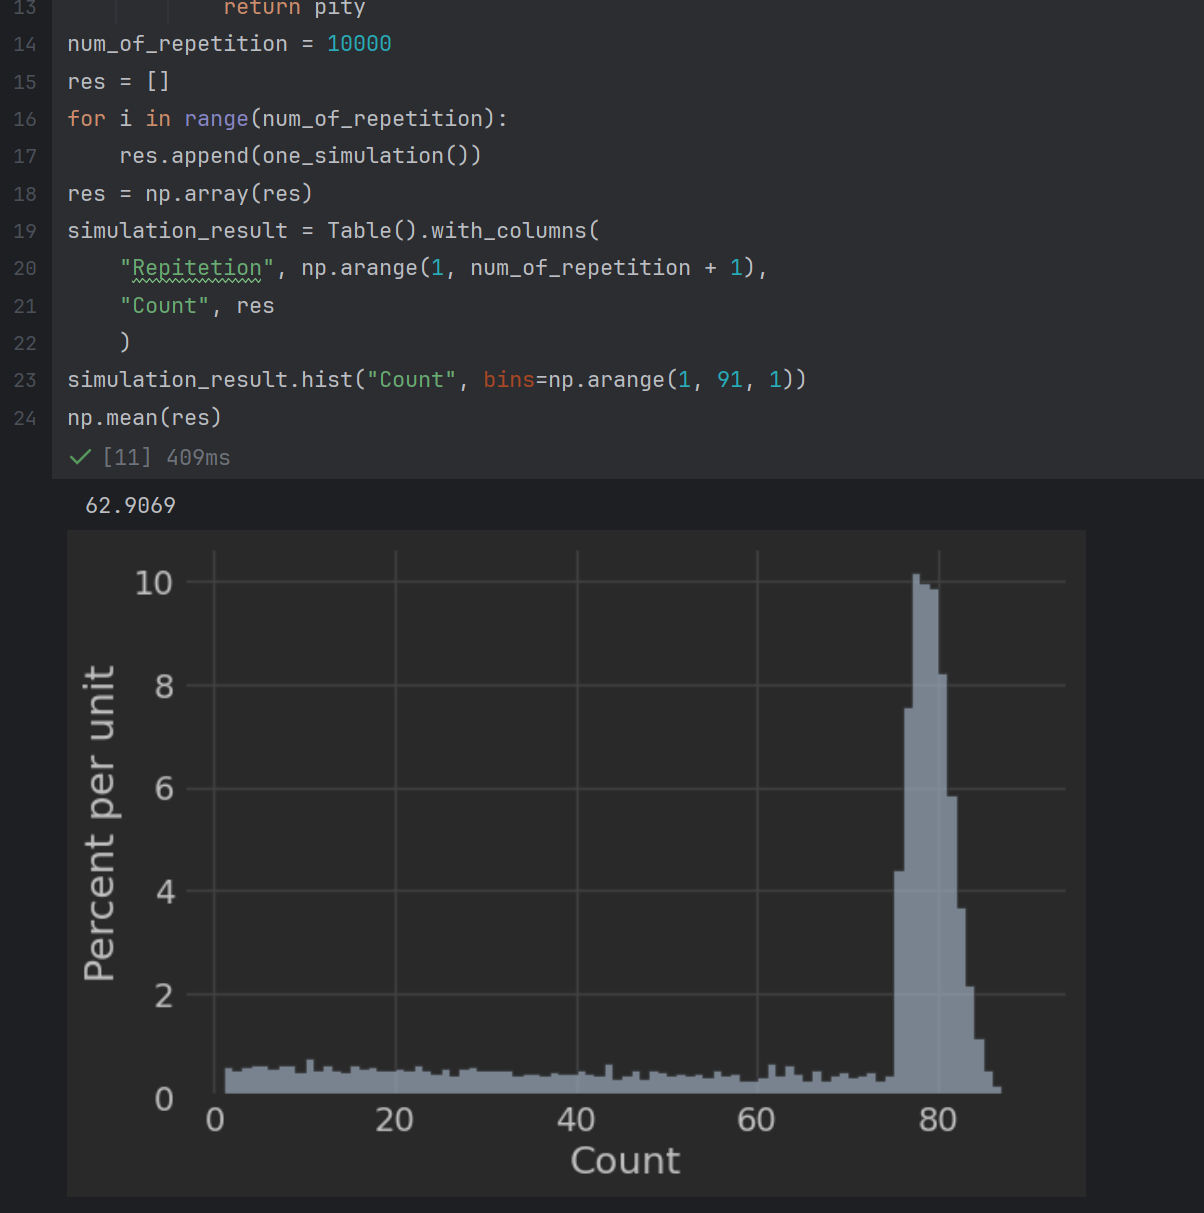 13 return pity
14 num_of_repetition = 10000
15 res = []
16 for i in range(num_of_repetition):
17 res.append(one_simulation())
18 res = np.array(res)
19 simulation_result = Table().with_columns(
20 "Repitetion", np.arange(1, num_of_repetition + 1),
21 "Count", res
22 )
23 simulation_result.hist("Count", bins=np.arange(1, 91, 1))
24 np.mean(res)
[11] 409ms
62.9069
10
8
6
4
2
0
Percent per unit
0 20 40 60 80
Count